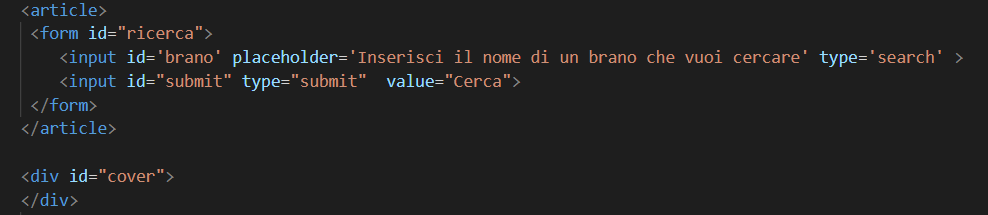 <article>
<form id="ricerca">
<input id='brano' placeholder='Inserisci il nome di un brano che vuoi cercare' type='search' >
<input id="submit" type="submit"  value="Cerca">
</form>
</article>
<div id="cover">
</div>